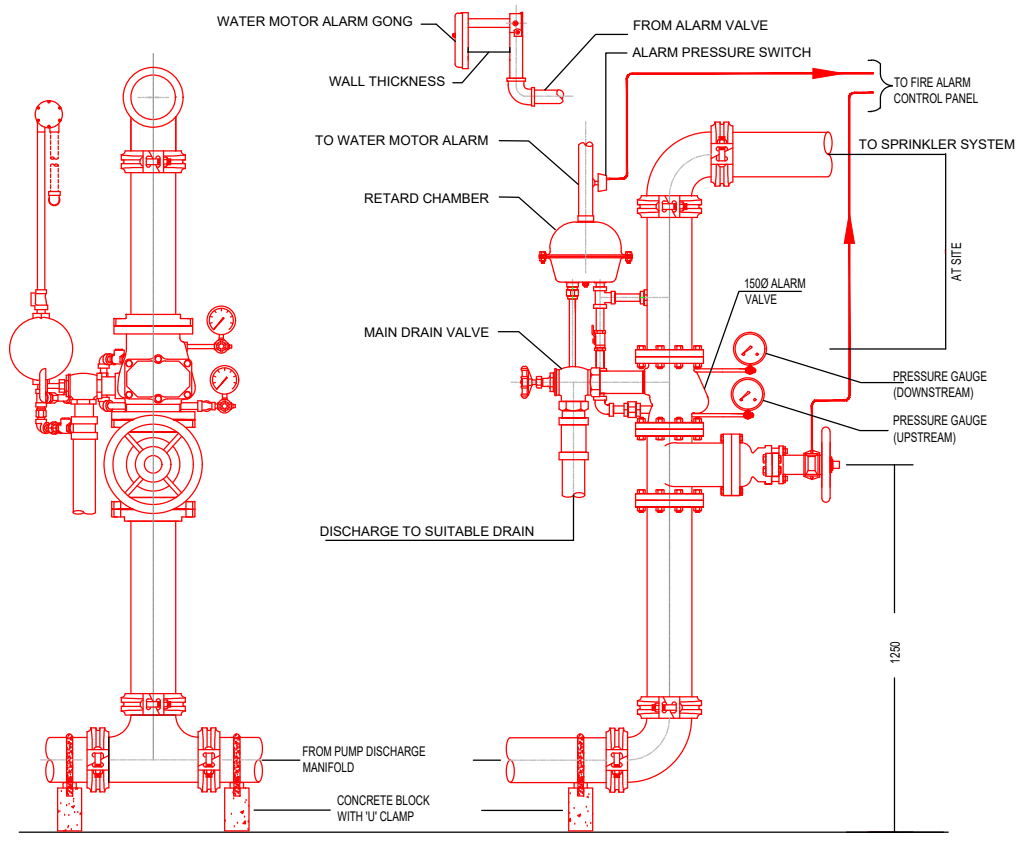 WATER MOTOR ALARM GONG
FROM ALARM VALVE
ALARM PRESSURE SWITCH
WALL THICKNESS
TO FIRE ALARM
CONTROL PANEL
TO WATER MOTOR ALARM
TO SPRINKLER SYSTEM
RETARD CHAMBER
AT SITE
150Ø ALARM
VALVE
MAIN DRAIN VALVE
PRESSURE GAUGE
(DOWNSTREAM)
PRESSURE GAUGE
(UPSTREAM)
DISCHARGE TO SUITABLE DRAIN
1250
FROM PUMP DISCHARGE
MANIFOLD
CONCRETE BLOCK
WITH 'U' CLAMP